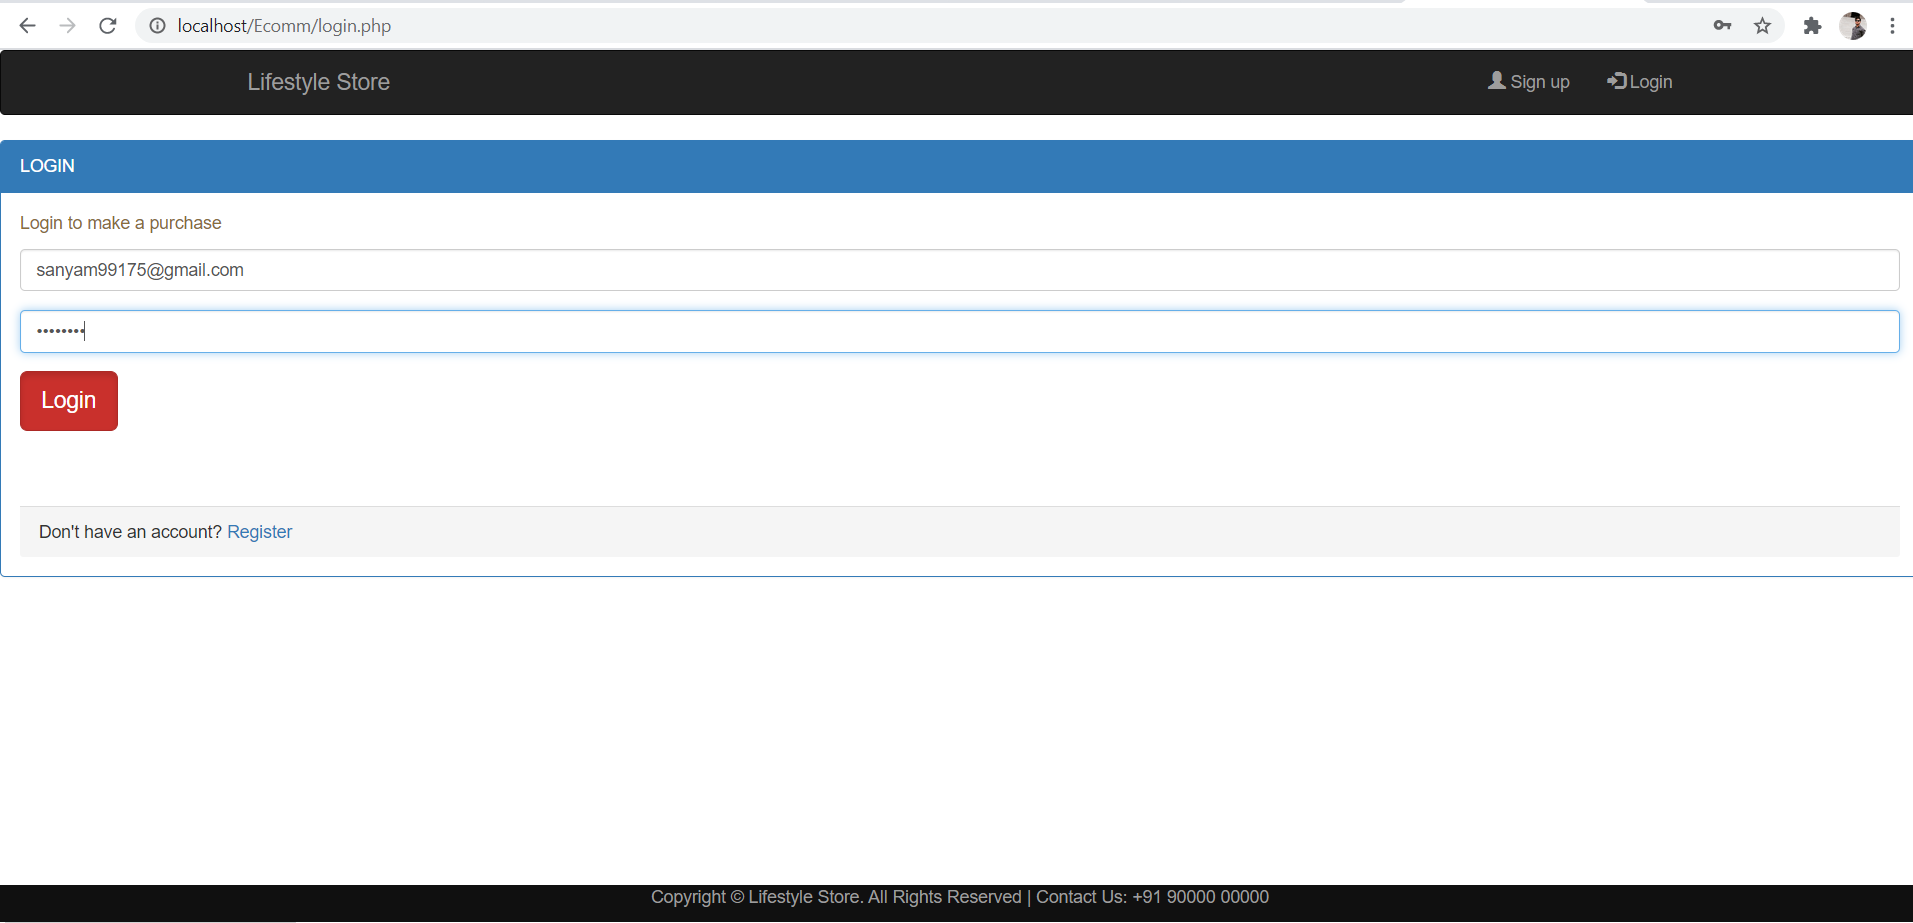 localhost/Ecomm/login.php
Lifestyle Store Sign up Login
LOGIN
Login to make a purchase
sanyam99175@gmail.com
••••••••
Login
Don't have an account? Register
Copyright © Lifestyle Store. All Rights Reserved | Contact Us: +91 90000 00000